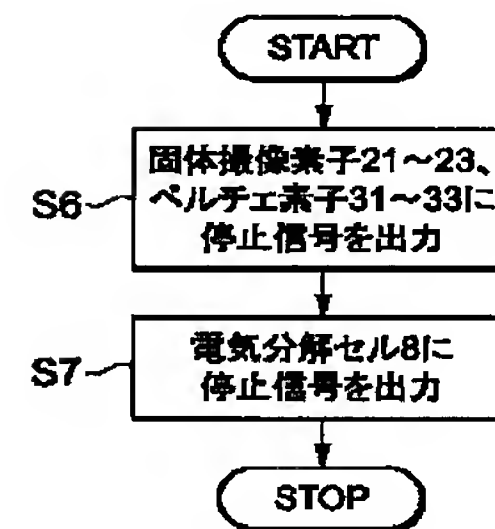 START
S6
固体撮像素子21～23、
ペルチェ素子31～33に
停止信号を出力
S7
電気分解セル8に
停止信号を出力
STOP